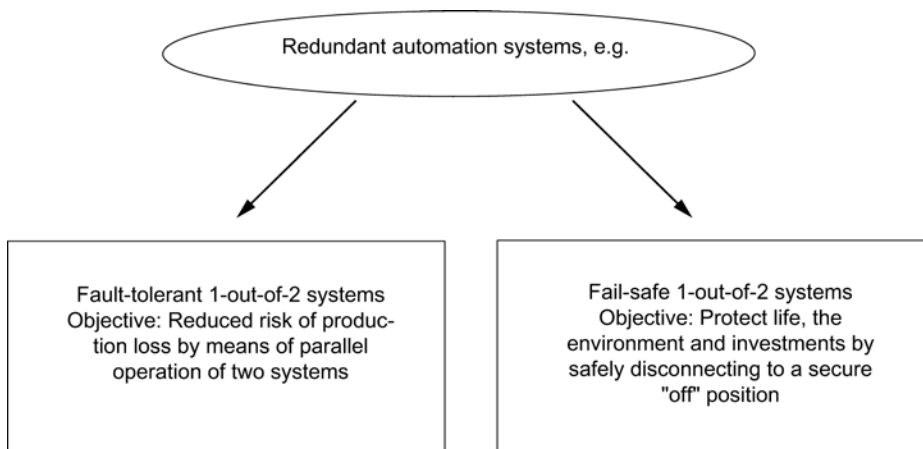 Redundant automation systems, e.g.
Fault-tolerant 1-out-of-2 systems
Objective: Reduced risk of produc-
tion loss by means of parallel
operation of two systems
Fail-safe 1-out-of-2 systems
Objective: Protect life, the
environment and investments by
safely disconnecting to a secure
"off" position